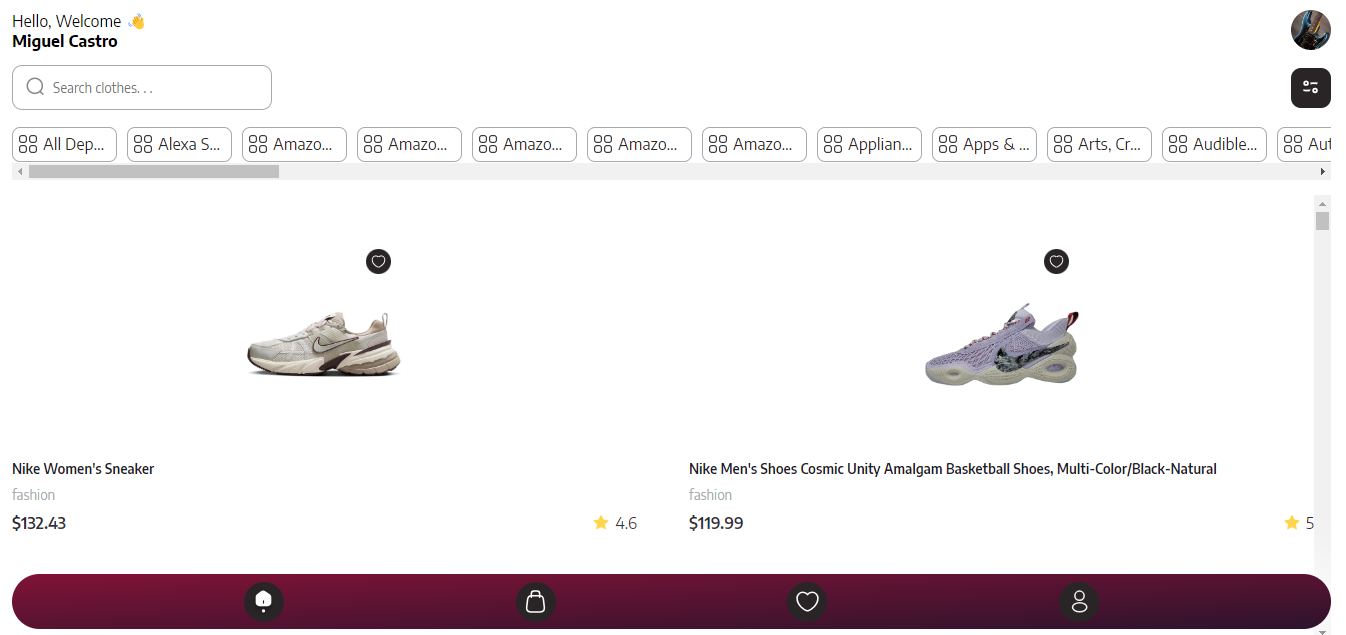 Hello, Welcome 👋
Miguel Castro
Search clothes. . .
All Dep...
Alexa S...
Amazo...
Amazo...
Amazo...
Amazo...
Amazo...
Applian...
Apps & ...
Arts, Cr...
Audible...
Aut
Nike Women's Sneaker
fashion
$132.43
4.6
Nike Men's Shoes Cosmic Unity Amalgam Basketball Shoes, Multi-Color/Black-Natural
fashion
$119.99
5